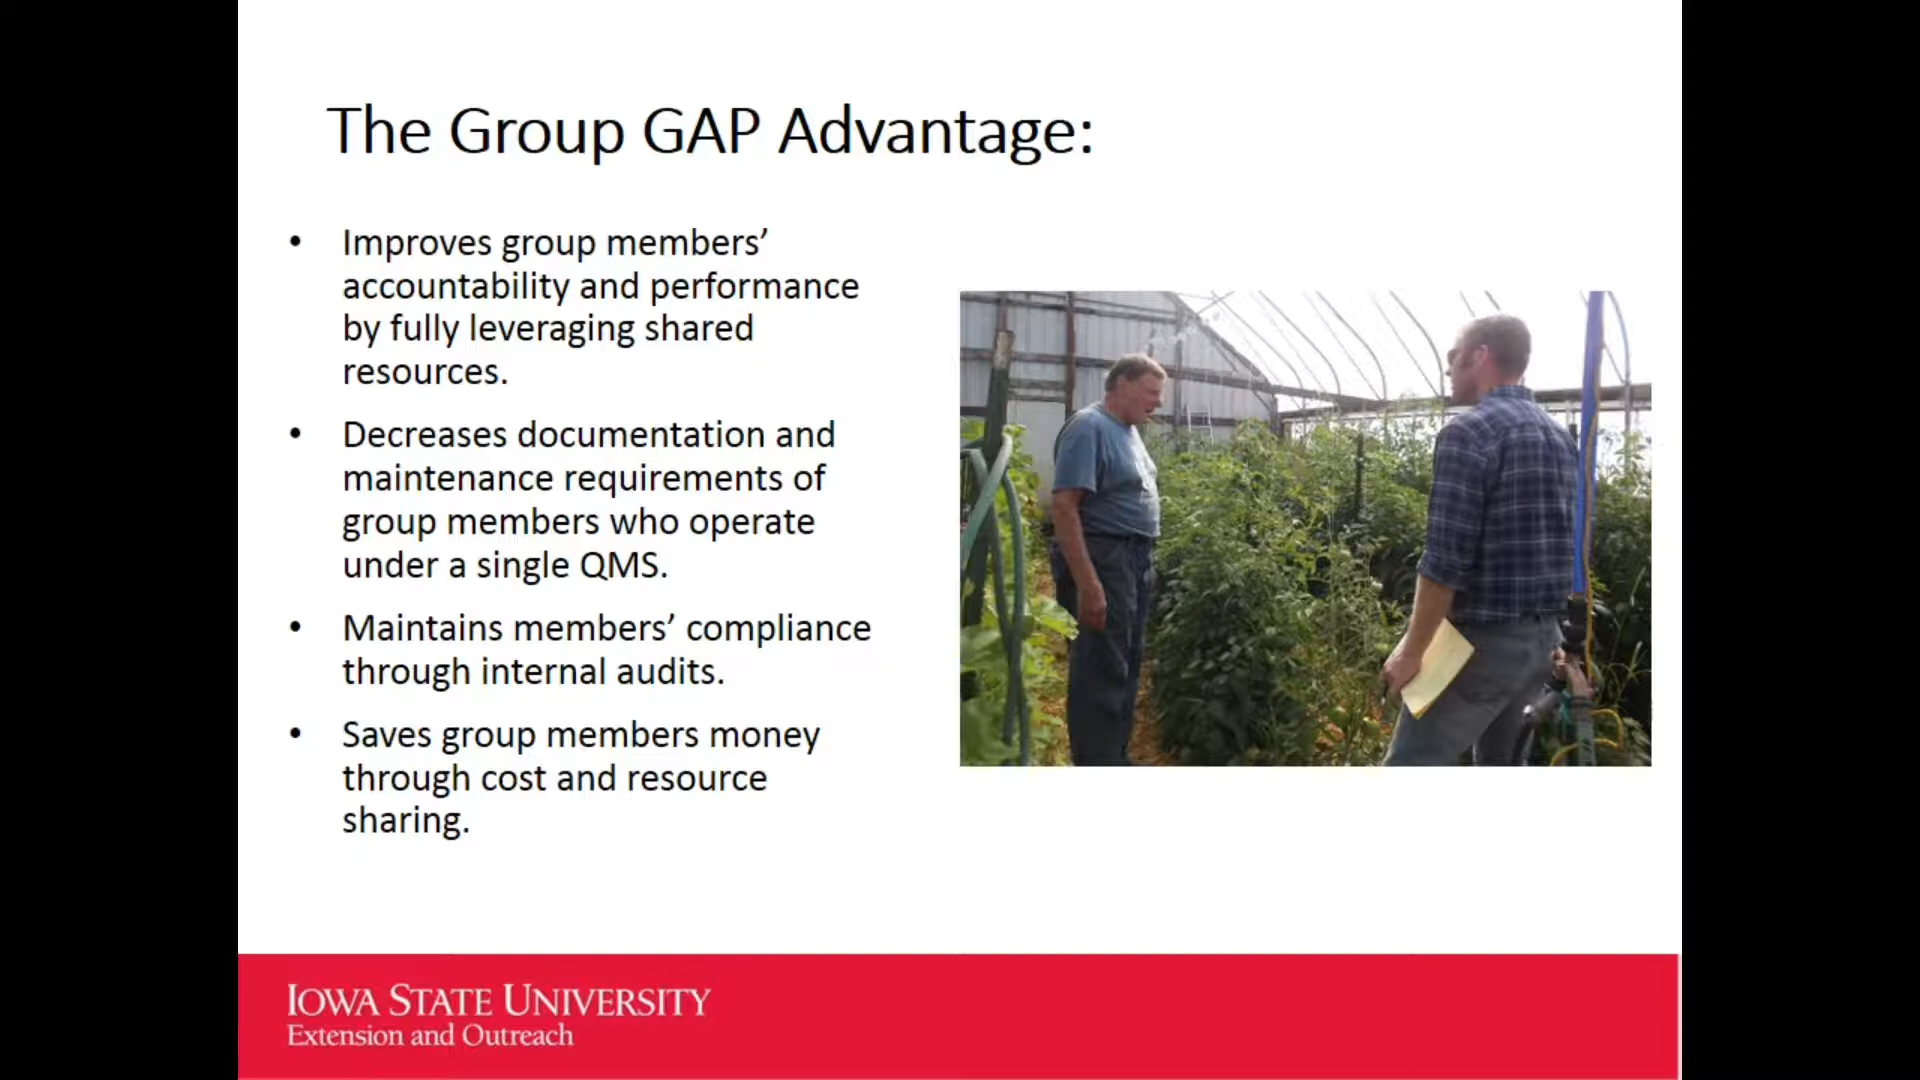 The Group GAP Advantage:
• Improves group members’
accountability and performance
by fully leveraging shared
resources.
• Decreases documentation and
maintenance requirements of
group members who operate
under a single QMS.
• Maintains members’ compliance
through internal audits.
• Saves group members money
through cost and resource
sharing.
IOWA STATE UNIVERSITY
Extension and Outreach